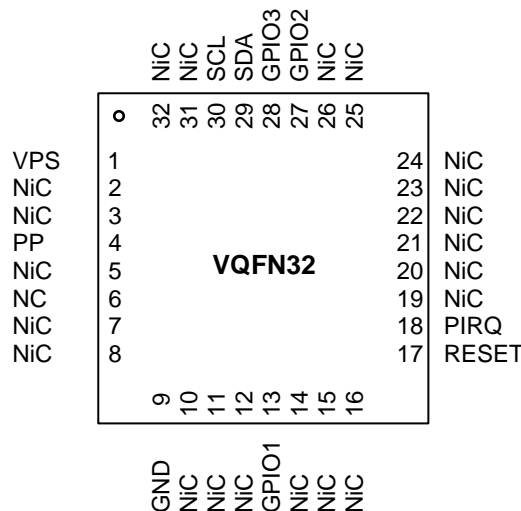 NiC NiC SCL SDA GPIO3 GPIO2 NiC NiC
32 31 30 29 28 27 26 25
VPS 1 24 NiC
NiC 2 23 NiC
NiC 3 22 NiC
PP 4 21 NiC
NiC 5 20 NiC
NC 6 19 NiC
NiC 7 18 PIRQ
NiC 8 17 RESET
VQFN32
9 10 11 12 13 14 15 16
GND NiC NiC NiC GPIO1 NiC NiC NiC